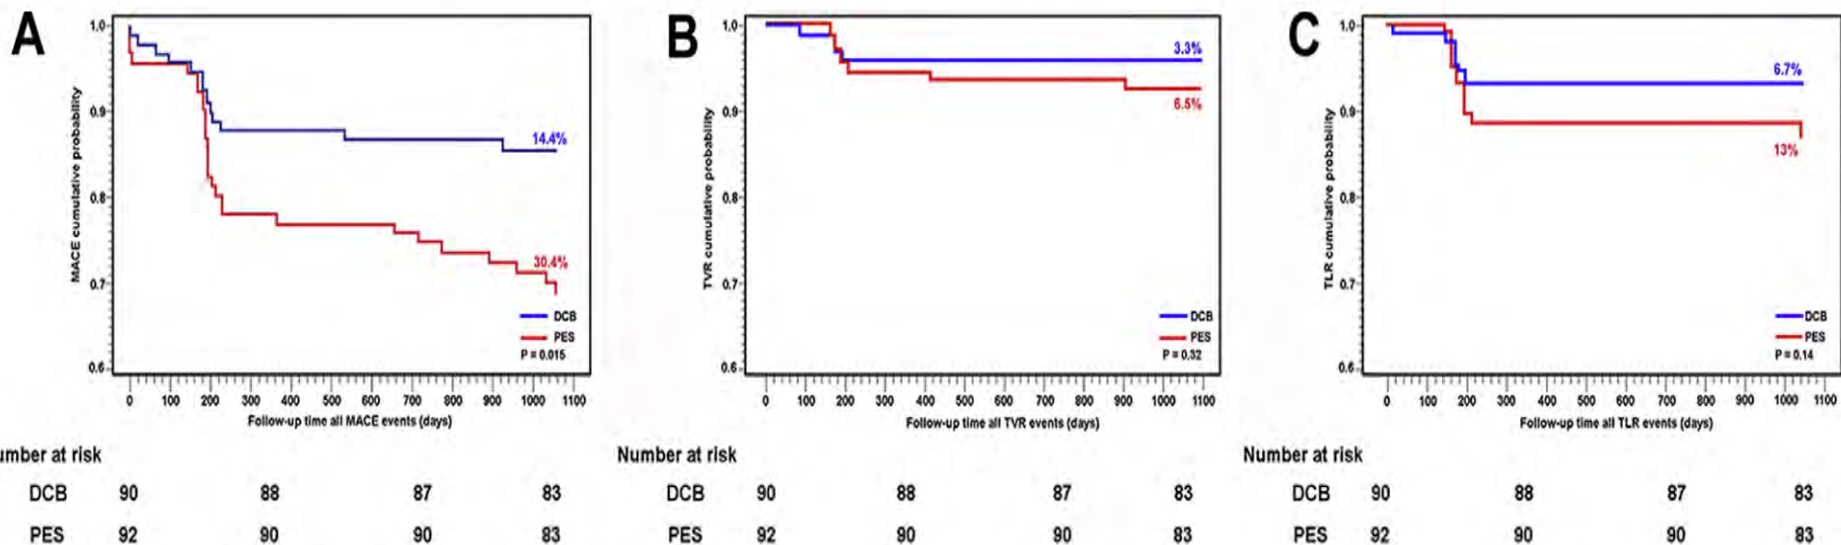 A
MACE cumulative probability
1.0
0.9
0.8
0.7
0.6
14.4%
30.4%
DCB
PES
P = 0.015
0 100 200 300 400 500 600 700 800 900 1000 1100
Follow-up time all MACE events (days)
umber at risk
DCB 90 88 87 83
PES 92 90 90 83
B
TVR cumulative probability
1.0
0.9
0.8
0.7
0.6
3.3%
6.5%
DCB
PES
P = 0.32
0 100 200 300 400 500 600 700 800 900 1000 1100
Follow-up time all TVR events (days)
Number at risk
DCB 90 88 87 83
PES 92 90 90 83
C
TLR cumulative probability
1.0
0.9
0.8
0.7
0.6
6.7%
13%
DCB
PES
P = 0.14
0 100 200 300 400 500 600 700 800 900 1000 1100
Follow-up time all TLR events (days)
Number at risk
DCB 90 88 87 83
PES 92 90 90 83